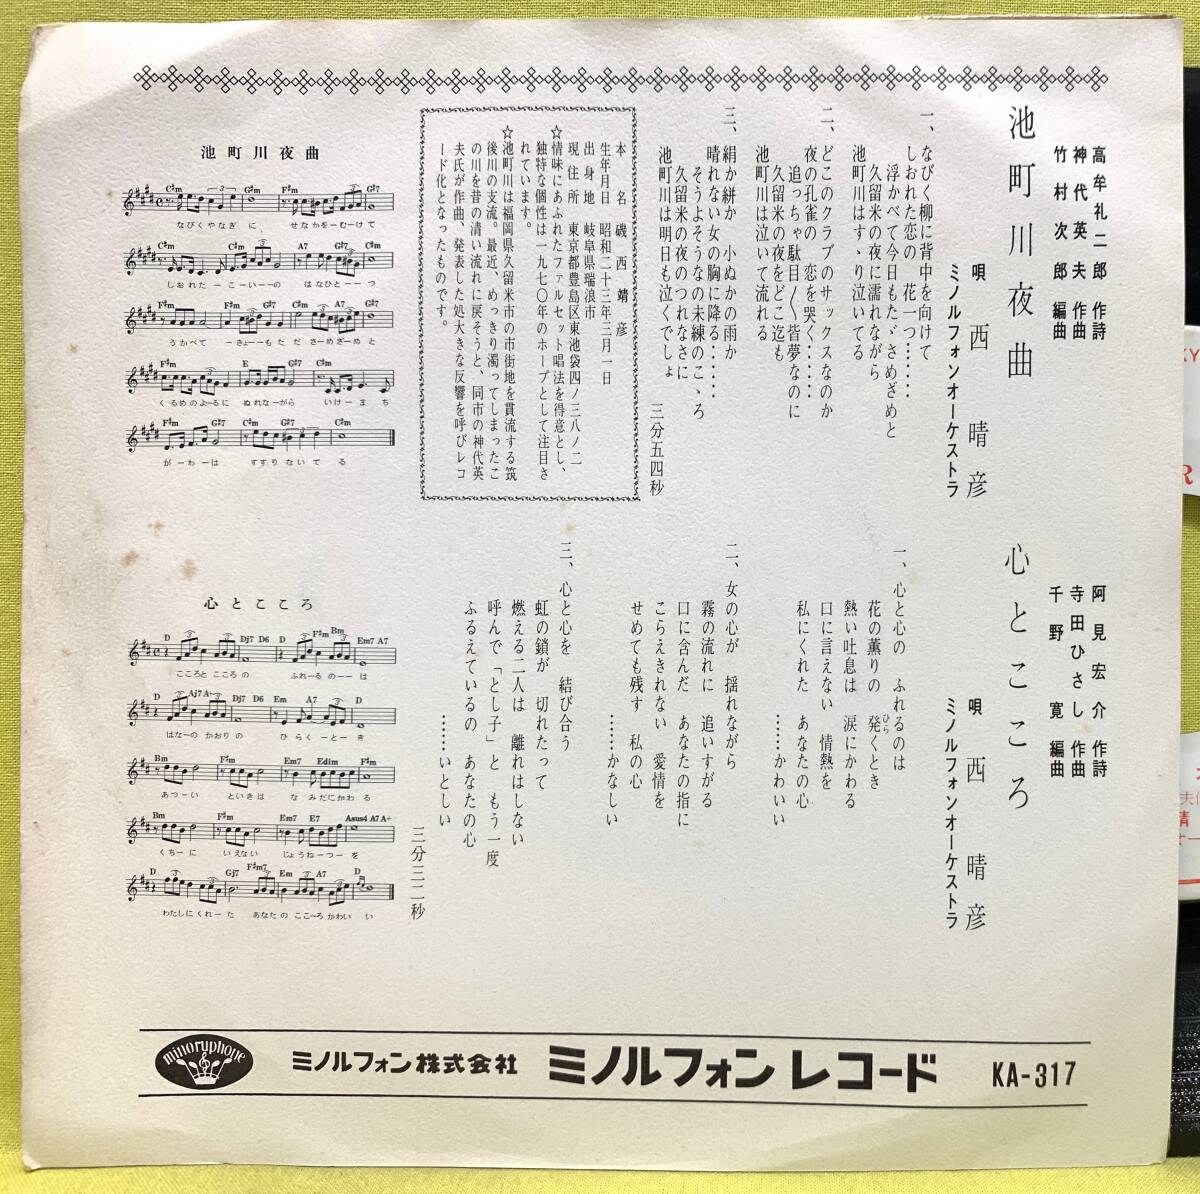 池町川夜曲
高牟礼二郎 作詩
神代英夫 作曲
竹村次郎 編曲
唄 西晴彦
ミノルフォンオーケストラ
一、なびく柳に背中を向けて
しおれた恋の 花一つ……
浮かべて今日もたゞさめざめと
久留米の夜に濡れながら
池町川はすゝり泣いてる
二、どこのクラブのサックスなのか
夜の孔雀の 恋を哭く……
追っちゃ駄目〳〵皆夢なのに
久留米の夜をどこ迄も
池町川は泣いて流れる
三、絹か絣か 小ぬかの雨か
晴れない女の胸に降る……
そうよそうなの未練のこゝろ
久留米の夜のつれなさに
池町川は明日も泣くでしょ
三分五四秒
本名 磯西靖彦
生年月日 昭和二十三年三月一日
出身地 岐阜県瑞浪市
現住所 東京都豊島区東池袋四ノ三八ノ二
☆情味にあふれたファルセット唱法を得意とし、
独特な個性は一九七〇年のホープとして注目さ
れています。
☆池町川は福岡県久留米市の市街地を貫流する筑
後川の支流。最近、めっきり濁ってしまったこ
の川を昔の清い流れに戻そうと、同市の神代英
夫氏が作曲、発表した処大きな反響を呼びレコ
ード化となったものです。
池町川夜曲
C♯m G♯m F♯m G♯7
なびくやなぎ に、 せなかをーむーけて
C♯m A7 G♯7 C♯m
しおれたーこーいーーの はなひとーーつ
F♯m C♯m A7 G♯7
うかべて ーきょーーもただ さーめざーめと
F♯m E G♯7 C♯m
くるめのよーるに ぬれなーがら いけーまち
F♯m G♯7 C♯m G♯7 C♯m
がーわーは すすりないてる
心とこころ
阿見宏介 作詩
寺田ひさし 作曲
千野寛 編曲
唄 西晴彦
ミノルフォンオーケストラ
一、心と心の ふれるのは
花の薫りの 発くとき
ひら
熱い吐息は 涙にかわる
口に言えない 情熱を
私にくれた あなたの心
……かわいい
二、女の心が 揺れながら
霧の流れに 追いすがる
口に含んだ あなたの指に
こらえきれない 愛情を
せめても残す 私の心
……かなしい
三、心と心を 結び合う
虹の鎖が 切れたって
燃える二人は 離れはしない
呼んで「とし子」と もう一度
ふるえているの あなたの心
……いとしい
三分三二秒
心とこころ
D Dj7 D6 D F♯m Bm Em7 A7
こころと こころの ふれーるのーーは
D Aj7 A D Dj7 D6 Em A7 D
はなーの かおりの ひらくーとーき
Bm F♯m Em7 Edim F♯m
あつーい といきは なみだにかわる
Bm F♯m Em7 E7 Asus4 A7 A+
くちーに いえない じょうねーつーを
D Gj7 F♯m7 Em A7 D
わたしにくれーた あなたの こころ かわい い
minoruphone
ミノルフォン株式会社 ミノルフォンレコード KA-317